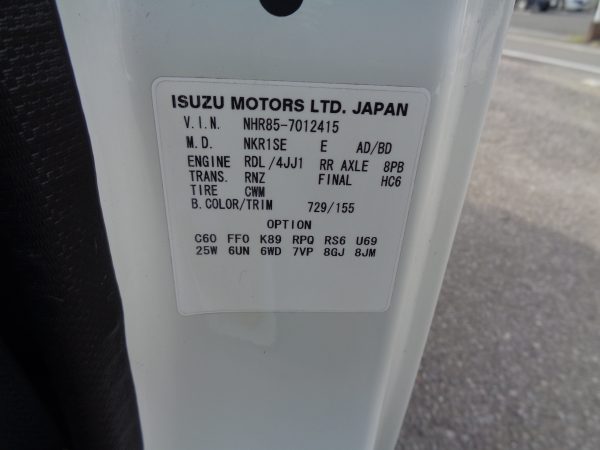 ISUZU MOTORS LTD. JAPAN
V.I.N. NHR85-7012415
M.D. NKR1SE E AD/BD
ENGINE RDL/4JJ1 RR AXLE 8PB
TRANS. RNZ FINAL HC6
TIRE CWM
B.COLOR/TRIM 729/155
OPTION
C60 FF0 K89 RPQ RS6 U69
25W 6UN 6WD 7VP 8GJ 8JM